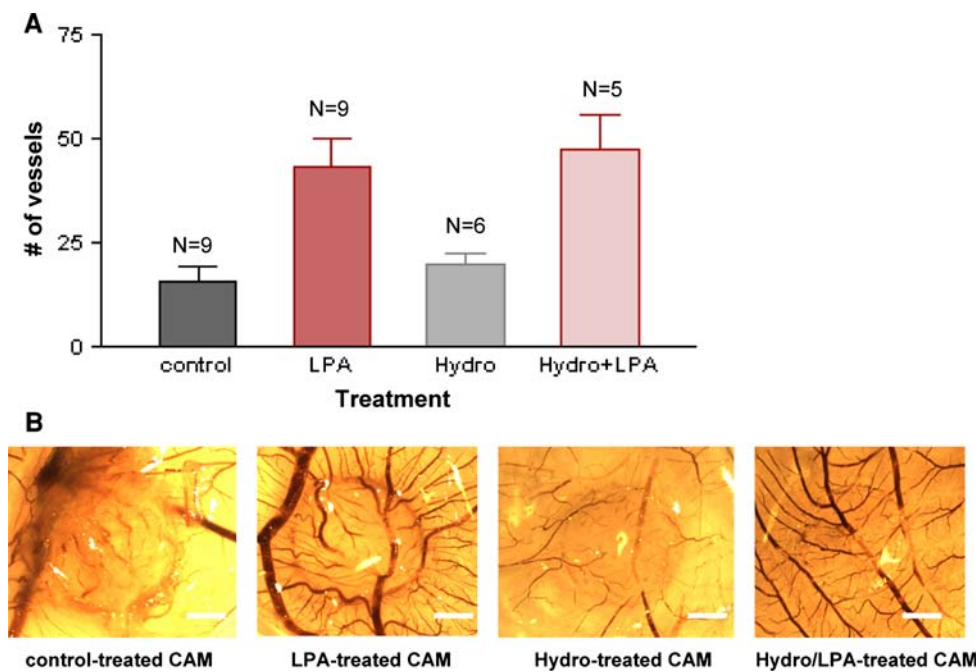 A
75
50
25
0
# of vessels
N=9
N=9
N=6
N=5
control
LPA
Hydro
Hydro+LPA
Treatment
B
control-treated CAM
LPA-treated CAM
Hydro-treated CAM
Hydro/LPA-treated CAM